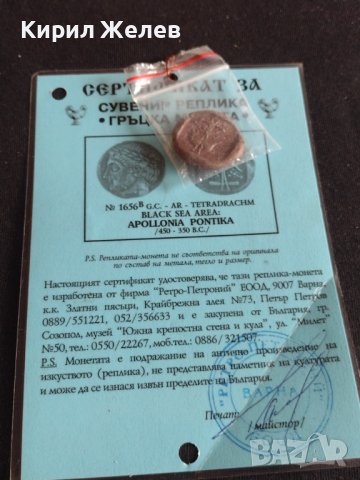 Кирил Желев
СЕРТИФИКАТ ЗА
СУВЕНИР РЕПЛИКА
• ГРЪЦКА МОНЕТА •
№ 1656B G.C. - AR - TETRADRACHM
BLACK SEA AREA:
APOLLONIA PONTIKA
/450 - 350 B.C./
P.S. Репликата-монета не съответства на оригинала
по състав на метала, тегло и размер.
Настоящият сертификат удостоверява, че тази реплика-монета
е изработена от фирма "Ретро-Петроний" ЕООД, 9007 Варна
к.к. Златни пясъци, Крайбрежна алея №73, Петър Петров
0889/551221, 052/356633 и е закупена от България, гр.
Созопол, музей "Южна крепостна стена и кула", ул. "Милет"
№50, тел.: 0550/22267, моб.тел.: 0886/321507.
P.S. Монетата е подражание на антично произведение на
изкуството (реплика), не представлява паметник на културата
и може да се изнася извън пределите на България.
Печат:
ВАРНА
/майстор/
BAZAR